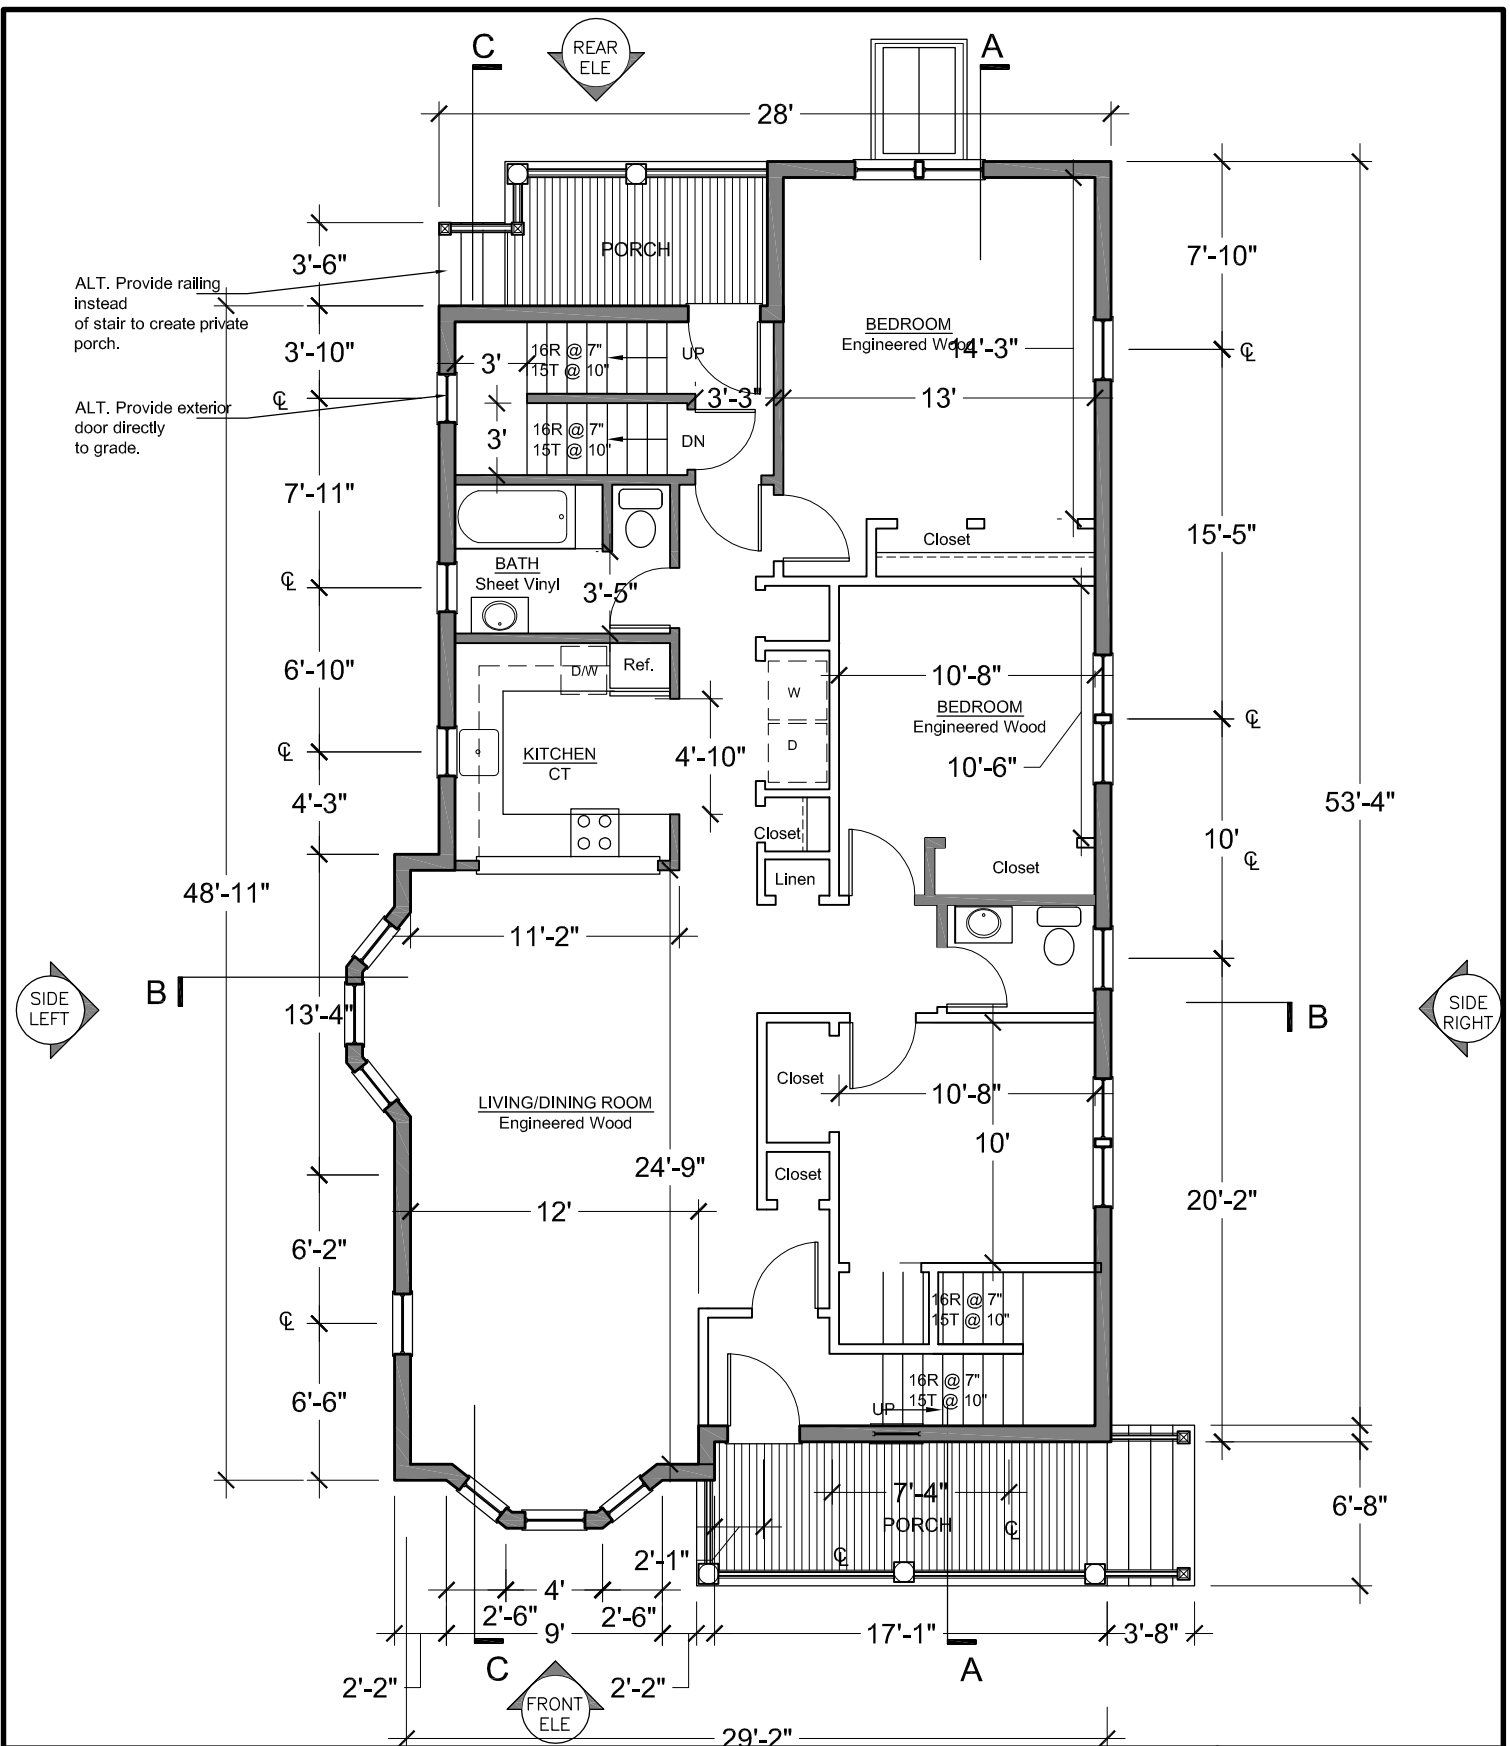 C
REAR
ELE
A
28'
PORCH
3'-6"
7'-10"
ALT. Provide railing
instead
of stair to create private
porch.
BEDROOM
Engineered Wood
14'-3"
3'-10"
3'
16R @ 7"
15T @ 10"
UP
℄
3'-3"
13'
℄
ALT. Provide exterior
door directly
to grade.
3'
16R @ 7"
15T @ 10"
DN
7'-11"
Closet
15'-5"
BATH
Sheet Vinyl
℄
3'-5"
6'-10"
D/W
Ref.
W
10'-8"
BEDROOM
Engineered Wood
℄
℄
KITCHEN
CT
4'-10"
D
10'-6"
4'-3"
53'-4"
Closet
10'
℄
48'-11"
Linen
Closet
11'-2"
SIDE
LEFT
B
13'-4"
B
SIDE
RIGHT
Closet
10'-8"
LIVING/DINING ROOM
Engineered Wood
10'
24'-9"
Closet
12'
20'-2"
6'-2"
16R @ 7"
15T @ 10"
℄
16R @ 7"
15T @ 10"
UP
6'-6"
7'-4"
6'-8"
PORCH
℄
℄
2'-1"
4'
2'-6"
2'-6"
9'
17'-1"
3'-8"
C
A
2'-2"
2'-2"
FRONT
ELE
29'-2"